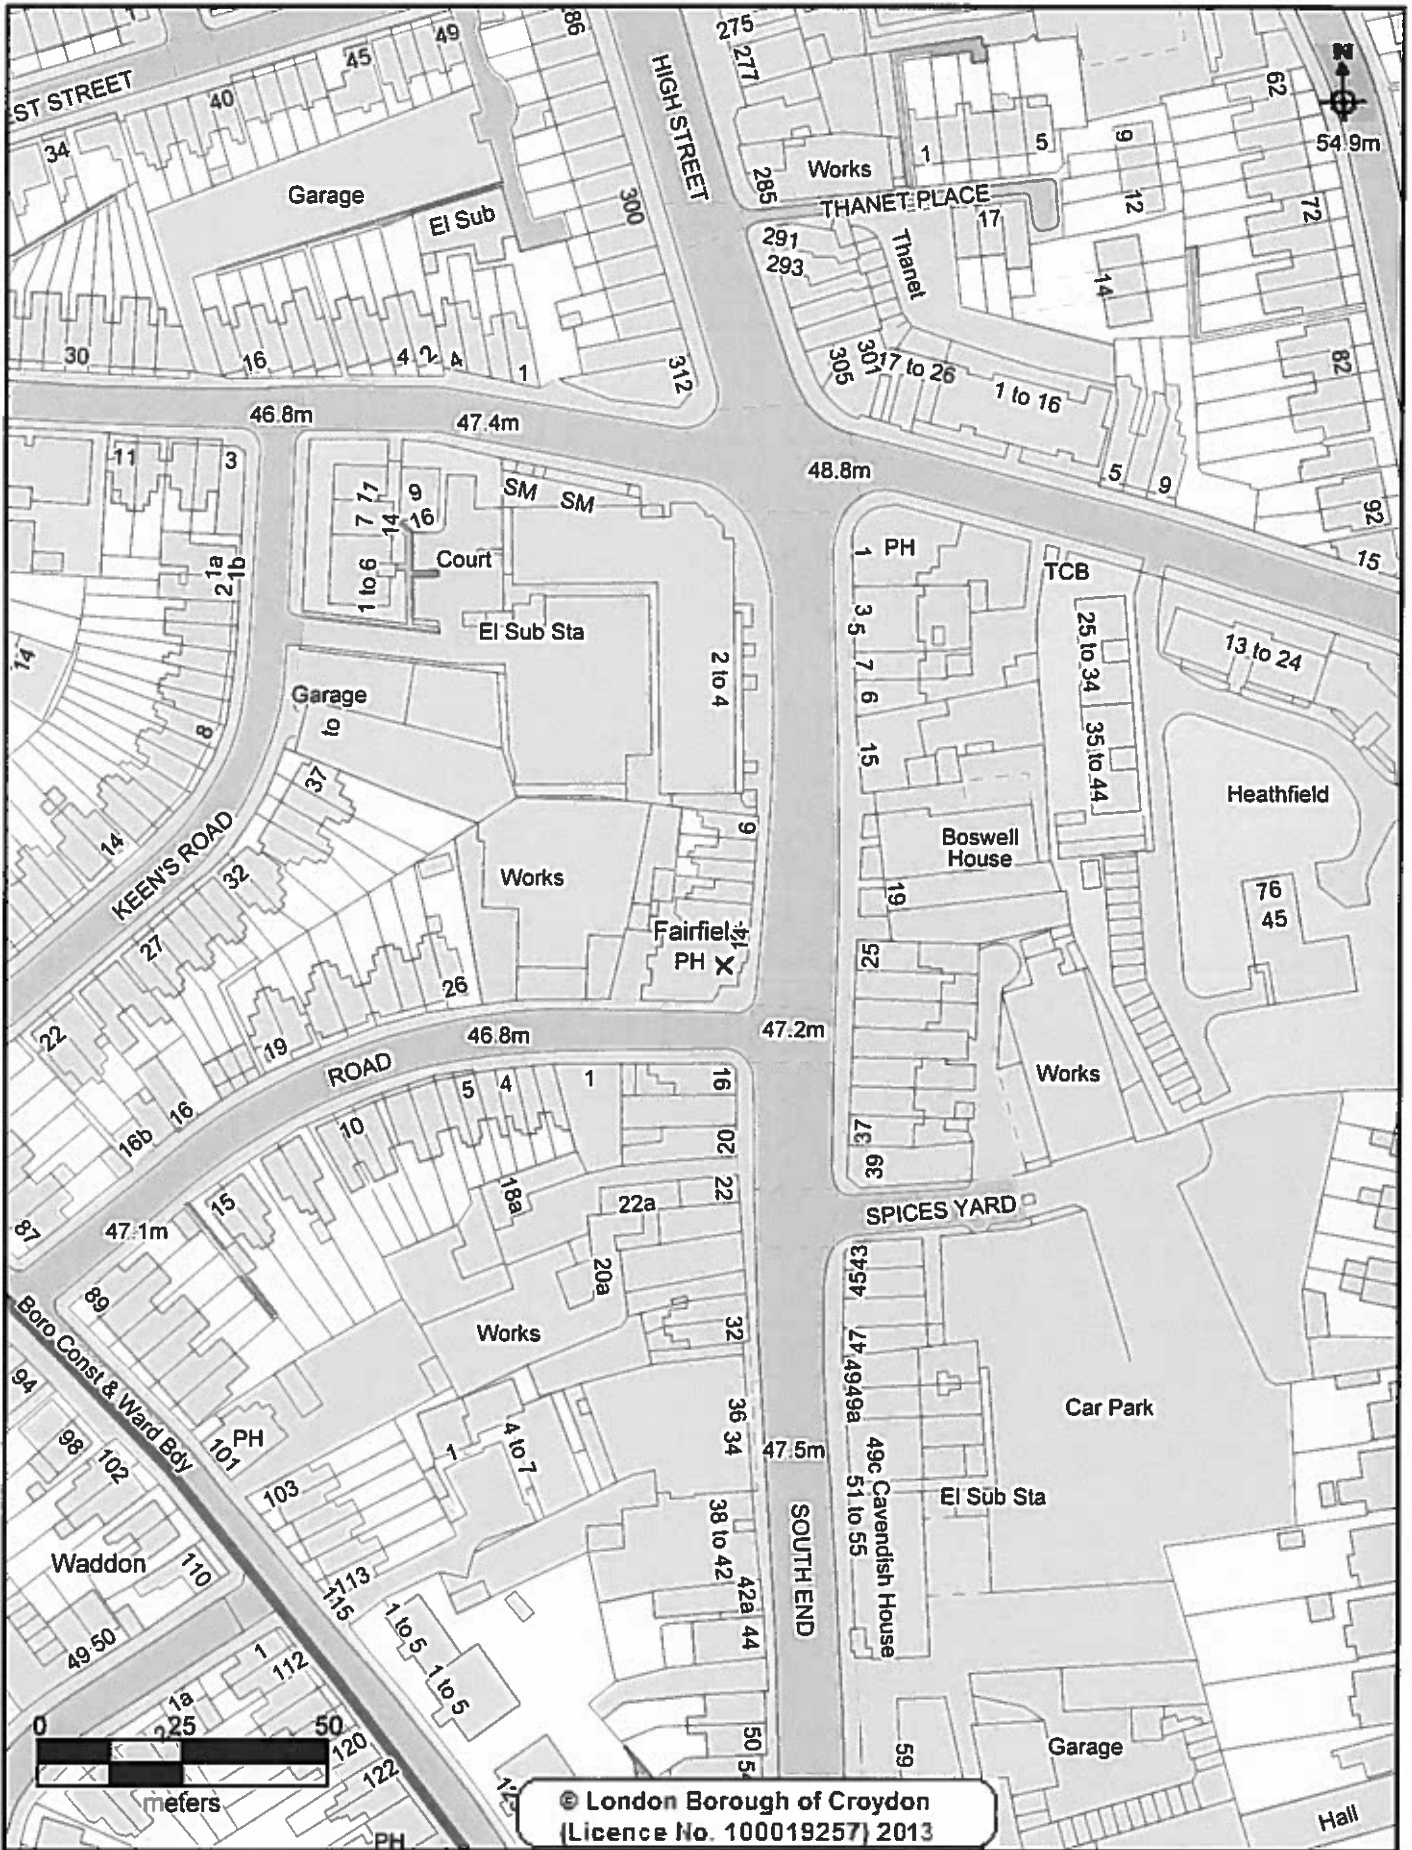 49
86
275
277
45
40
ST STREET
34
HIGH STREET
62
N
54.9m
Works
1
5
9
12
285
THANET PLACE
17
72
Garage
El Sub
300
291
293
Thanet
14
30
16
4
2
4
1
312
305
301
17 to 26
1 to 16
82
46.8m
47.4m
48.8m
5
9
92
15
11
3
9
16
14
7
SM
SM
Court
1 to 6
1a
2
1b
El Sub Sta
1
PH
TCB
3
5
7
6
15
2 to 4
25 to 34
35 to 44
13 to 24
Heathfield
14
Garage
to
8
37
14
KEEN'S ROAD
32
27
9
Works
Boswell
House
19
76
45
Fairfield
14
PH X
25
26
22
19
46.8m
47.2m
ROAD
5
4
1
16
Works
16
16b
10
37
39
02
22
18a
22a
SPICES YARD
15
47.1m
87
20a
43
45
89
Works
32
47
49
49a
Boro Const & Ward Bdy
94
98
102
PH
101
1
4 to 7
36
34
47.5m
Car Park
49c Cavendish House
51 to 55
El Sub Sta
103
38 to 42
SOUTH END
Waddon
110
113
115
1 to 5
1 to 5
42a
44
49-50
1
112
1a
2
0 25 50
meters
120
122
50
59
Garage
PH
Hall
© London Borough of Croydon
(Licence No. 100019257) 2013